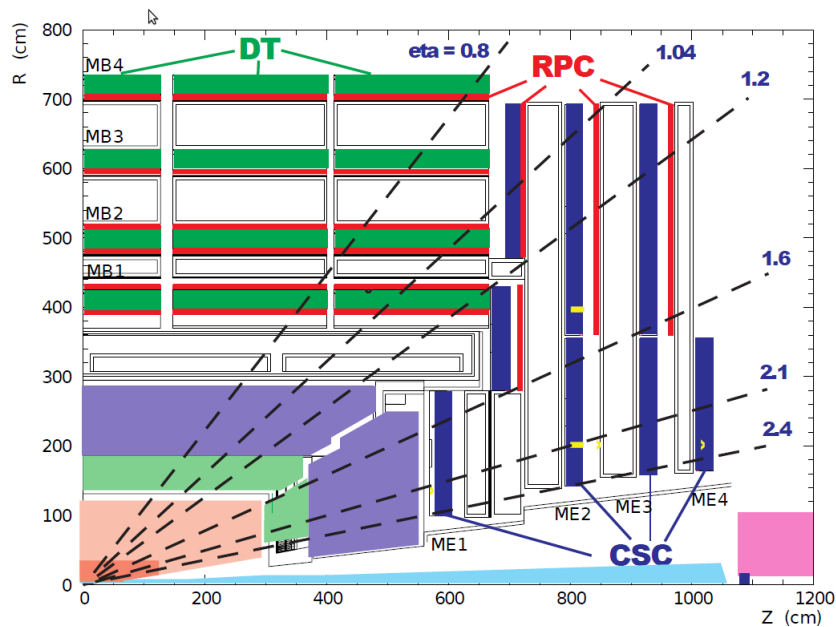 R (cm)
800
700
600
500
400
300
200
100
0
MB4
MB3
MB2
MB1
DT
eta = 0.8
RPC
1.04
1.2
1.6
2.1
2.4
ME1
ME2
ME3
ME4
CSC
0
200
400
600
800
1000
1200
Z (cm)